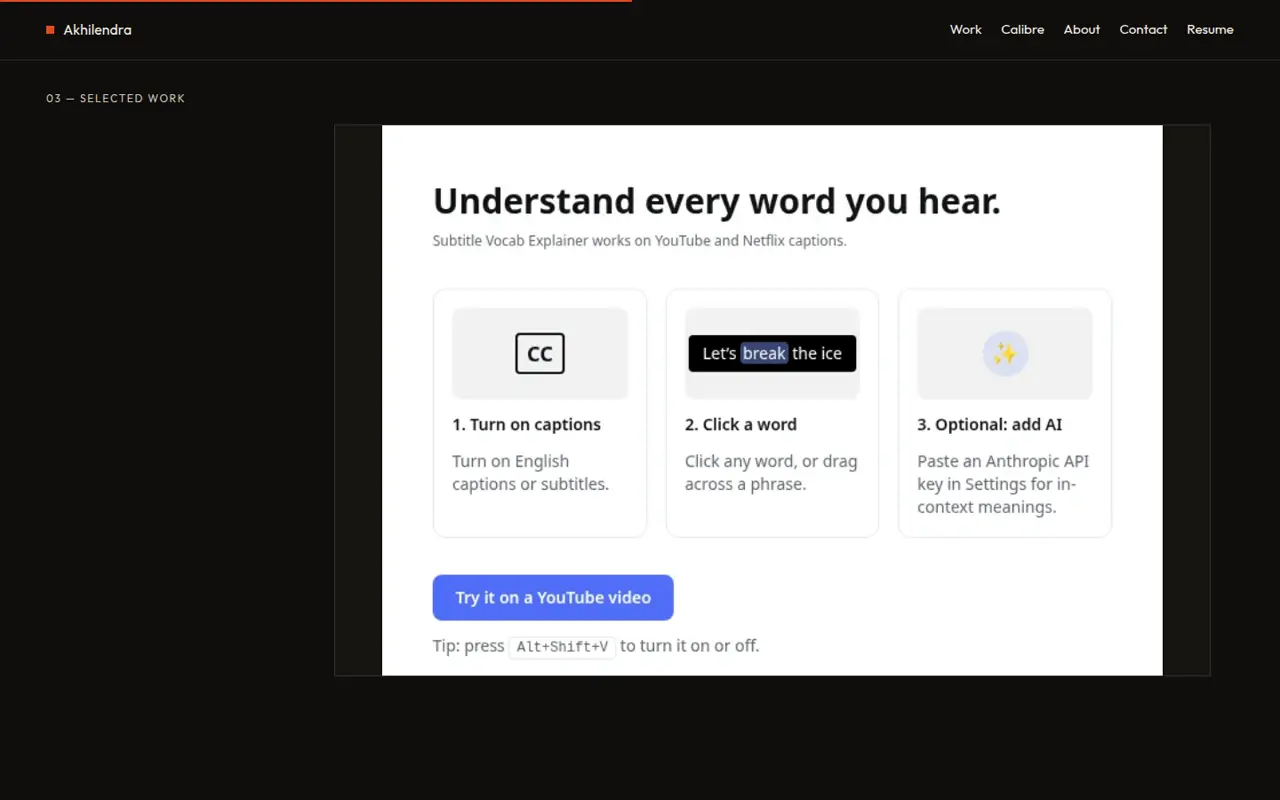 Akhilendra
Work Calibre About Contact Resume
03 — SELECTED WORK
Understand every word you hear.
Subtitle Vocab Explainer works on YouTube and Netflix captions.
CC
1. Turn on captions
Turn on English
captions or subtitles.
Let's break the ice
2. Click a word
Click any word, or drag
across a phrase.
3. Optional: add AI
Paste an Anthropic API
key in Settings for in-
context meanings.
Try it on a YouTube video
Tip: press Alt+Shift+V to turn it on or off.